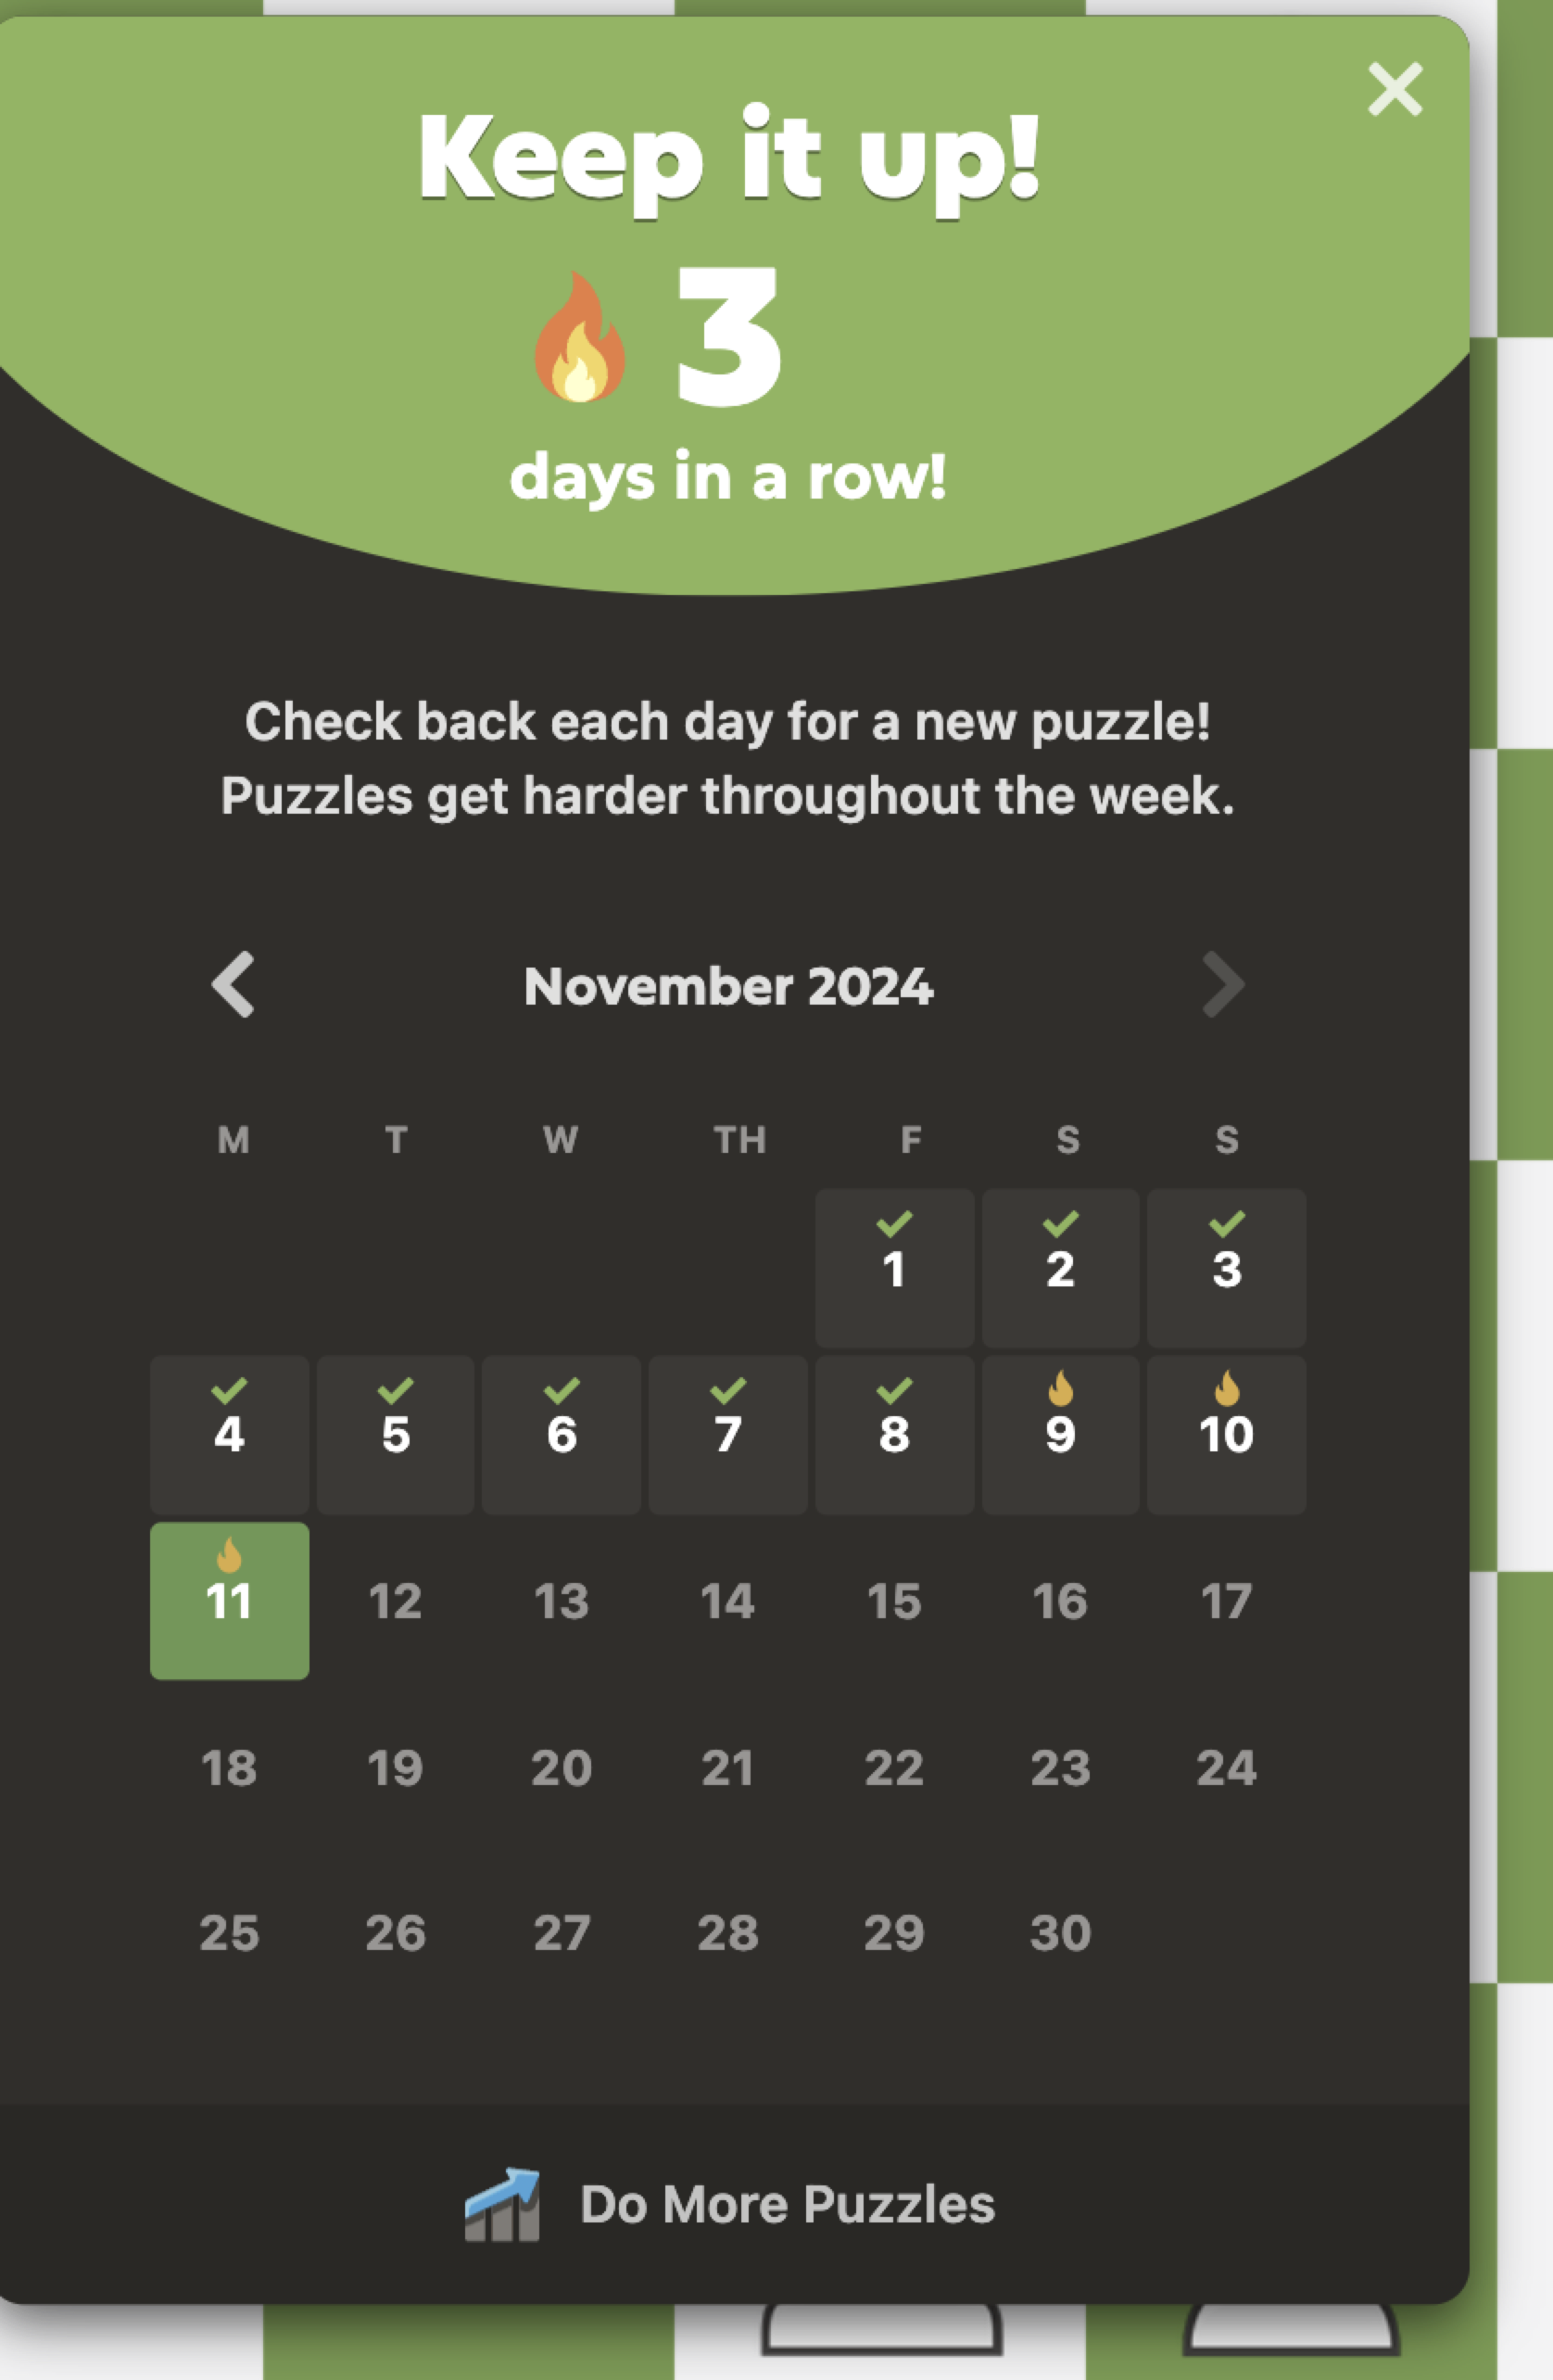 Keep it up!
3
days in a row!
Check back each day for a new puzzle!
Puzzles get harder throughout the week.
November 2024
M T W TH F S S
1 2 3
4 5 6 7 8 9 10
11 12 13 14 15 16 17
18 19 20 21 22 23 24
25 26 27 28 29 30
Do More Puzzles